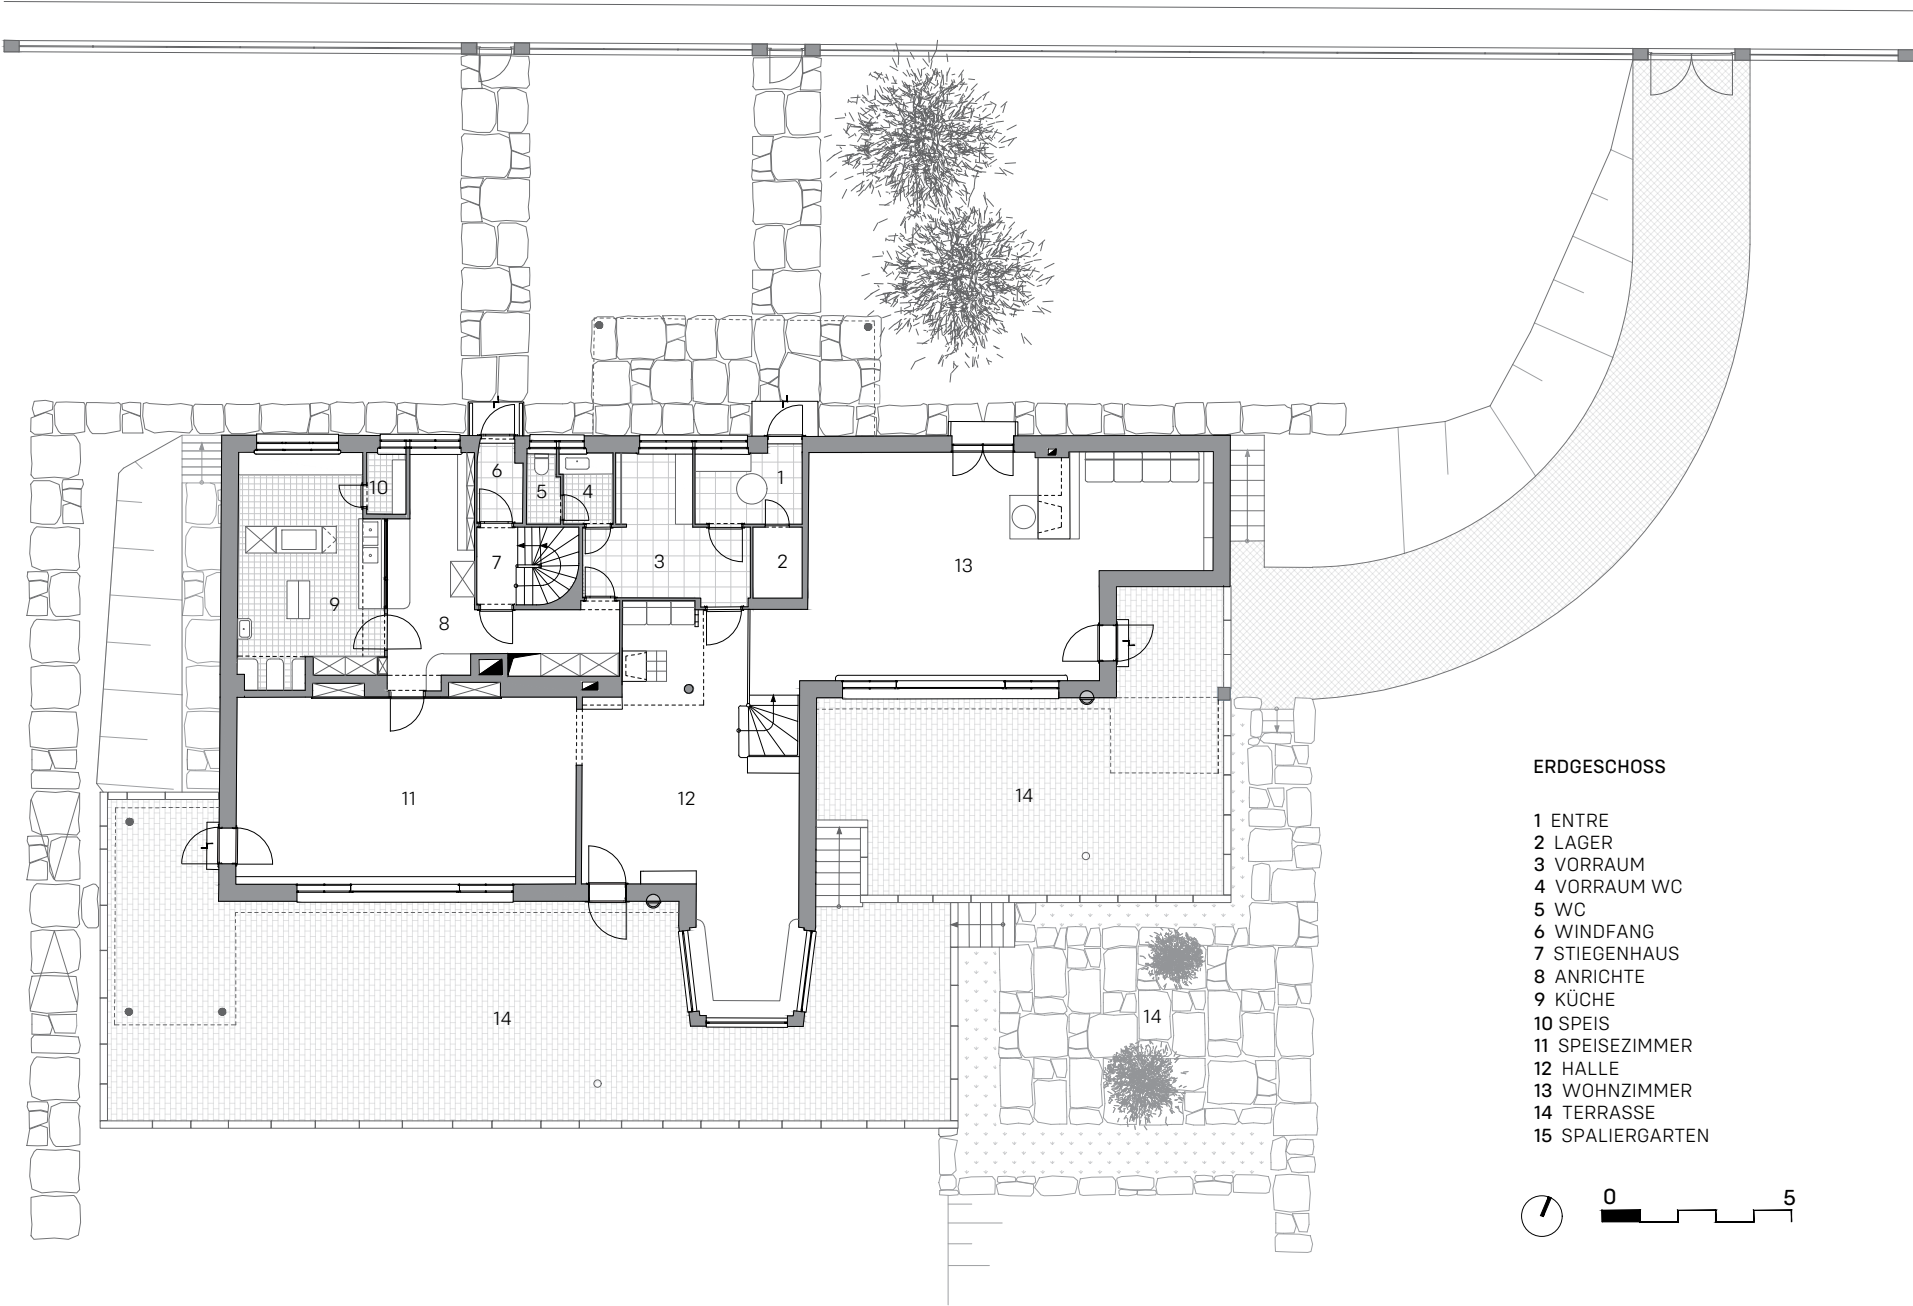 1
6
10
5
4
7
3
2
13
9
8
11
12
14
14
14
ERDGESCHOSS
1 ENTRE
2 LAGER
3 VORRAUM
4 VORRAUM WC
5 WC
6 WINDFANG
7 STIEGENHAUS
8 ANRICHTE
9 KÜCHE
10 SPEIS
11 SPEISEZIMMER
12 HALLE
13 WOHNZIMMER
14 TERRASSE
15 SPALIERGARTEN
0 5